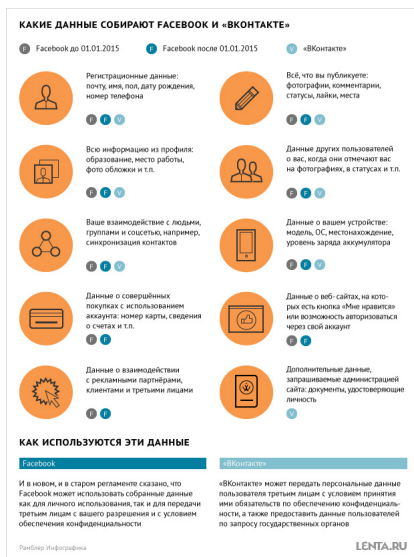 КАКИЕ ДАННЫЕ СОБИРАЮТ FACEBOOK И «ВКОНТАКТЕ»
F Facebook до 01.01.2015 F Facebook после 01.01.2015 V «ВКонтакте»
Регистрационные данные:
почту, имя, пол, дату рождения,
номер телефона
F F V
Всё, что вы публикуете:
фотографии, комментарии,
статусы, лайки, места
F F V
Всю информацию из профиля:
образование, место работы,
фото обложки и т.п.
F F V
Данные других пользователей
о вас, когда они отмечают вас
на фотографиях, в статусах и т.п.
F F V
Ваше взаимодействие с людьми,
группами и соцсетью, например,
синхронизация контактов
F F V
Данные о вашем устройстве:
модель, ОС, местонахождение,
уровень заряда аккумулятора
F F V
Данные о совершённых
покупках с использованием
аккаунта: номер карты, сведения
о счетах и т.п.
F F
Данные о веб-сайтах, на кото-
рых есть кнопка «Мне нравится»
или возможность авторизоваться
через свой аккаунт
F F
Данные о взаимодействии
с рекламными партнёрами,
клиентами и третьими лицами
F F
Дополнительные данные,
запрашиваемые администрацией
сайта: документы, удостоверяющие
личность
V
КАК ИСПОЛЬЗУЮТСЯ ЭТИ ДАННЫЕ
Facebook
И в новом, и в старом регламенте сказано, что
Facebook может использовать собранные данные
как для личного использования, так и для передачи
третьим лицам с вашего разрешения и с условием
обеспечения конфиденциальности
«ВКонтакте»
«ВКонтакте» может передать персональные данные
пользователя третьим лицам с условием принятия
ими обязательств по обеспечению конфиденциаль-
ности, а также предоставить данные пользователей
по запросу государственных органов
Рамблер Инфографика
LENTA.RU